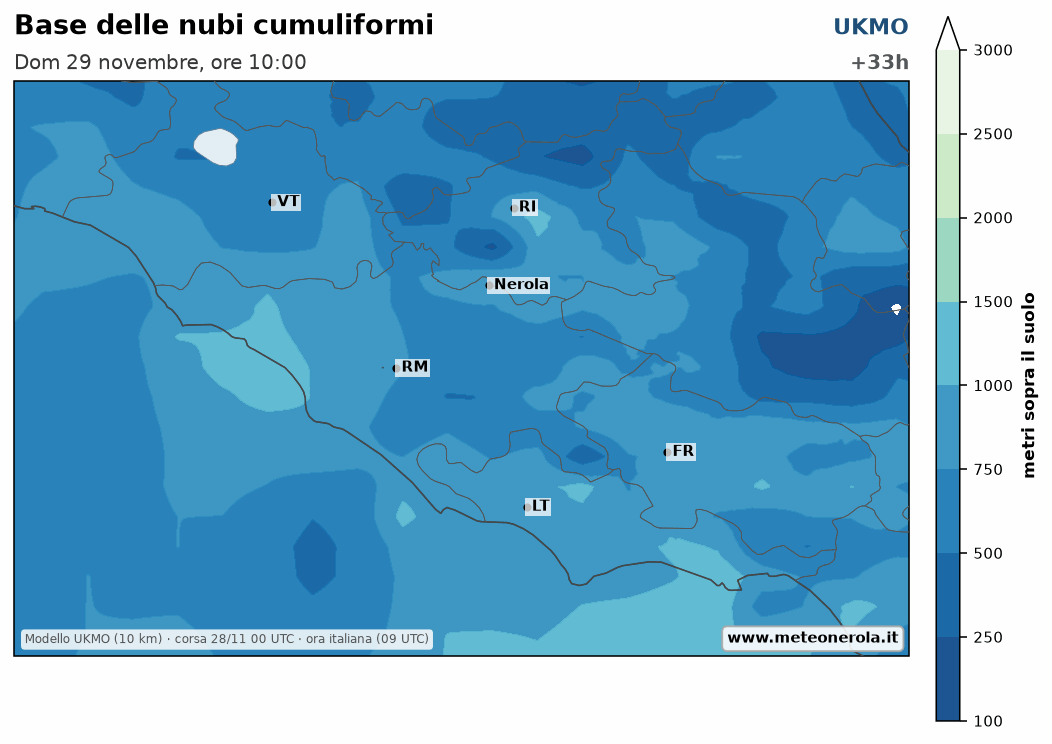 Base delle nubi cumuliformi
UKMO
Dom 29 novembre, ore 10:00
+33h
3000
2500
2000
1500
1000
750
500
250
100
metri sopra il suolo
VT
RI
Nerola
RM
FR
LT
Modello UKMO (10 km) · corsa 28/11 00 UTC · ora italiana (09 UTC)
www.meteonerola.it